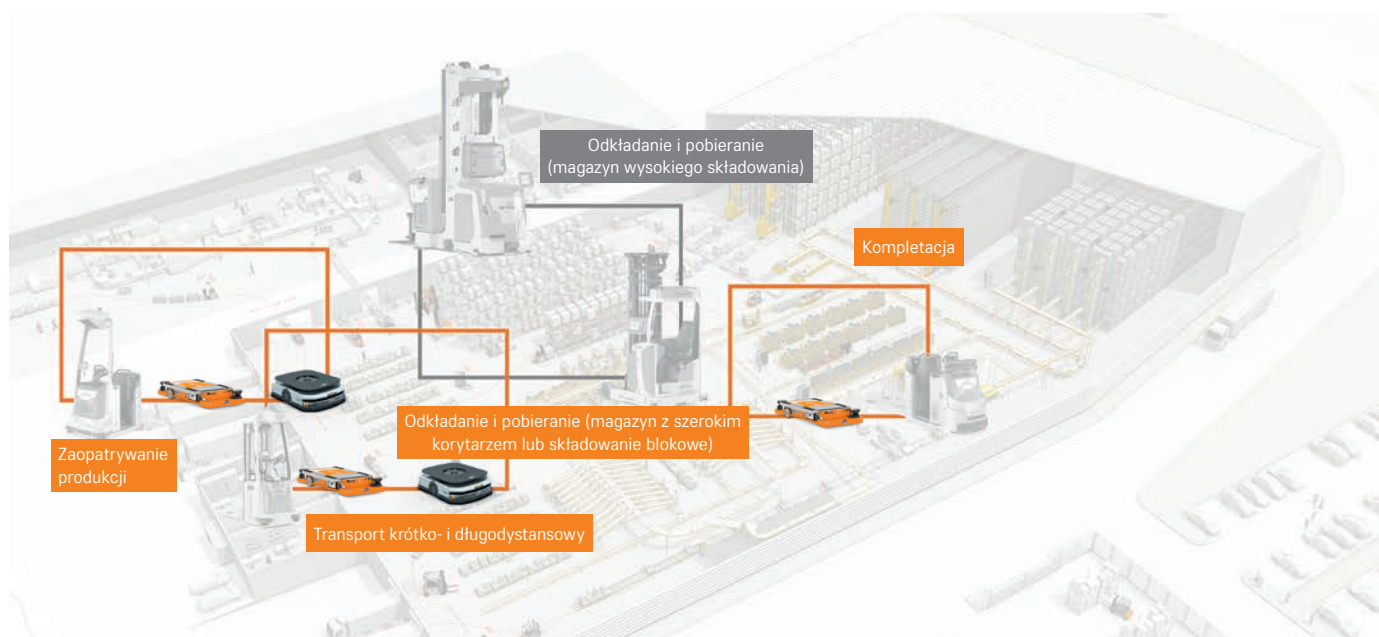 Odkładanie i pobieranie
(magazyn wysokiego składowania)
Kompletacja
Odkładanie i pobieranie (magazyn z szerokim
korytarzem lub składowanie blokowe)
Zaopatrywanie
produkcji
Transport krótko- i długodystansowy